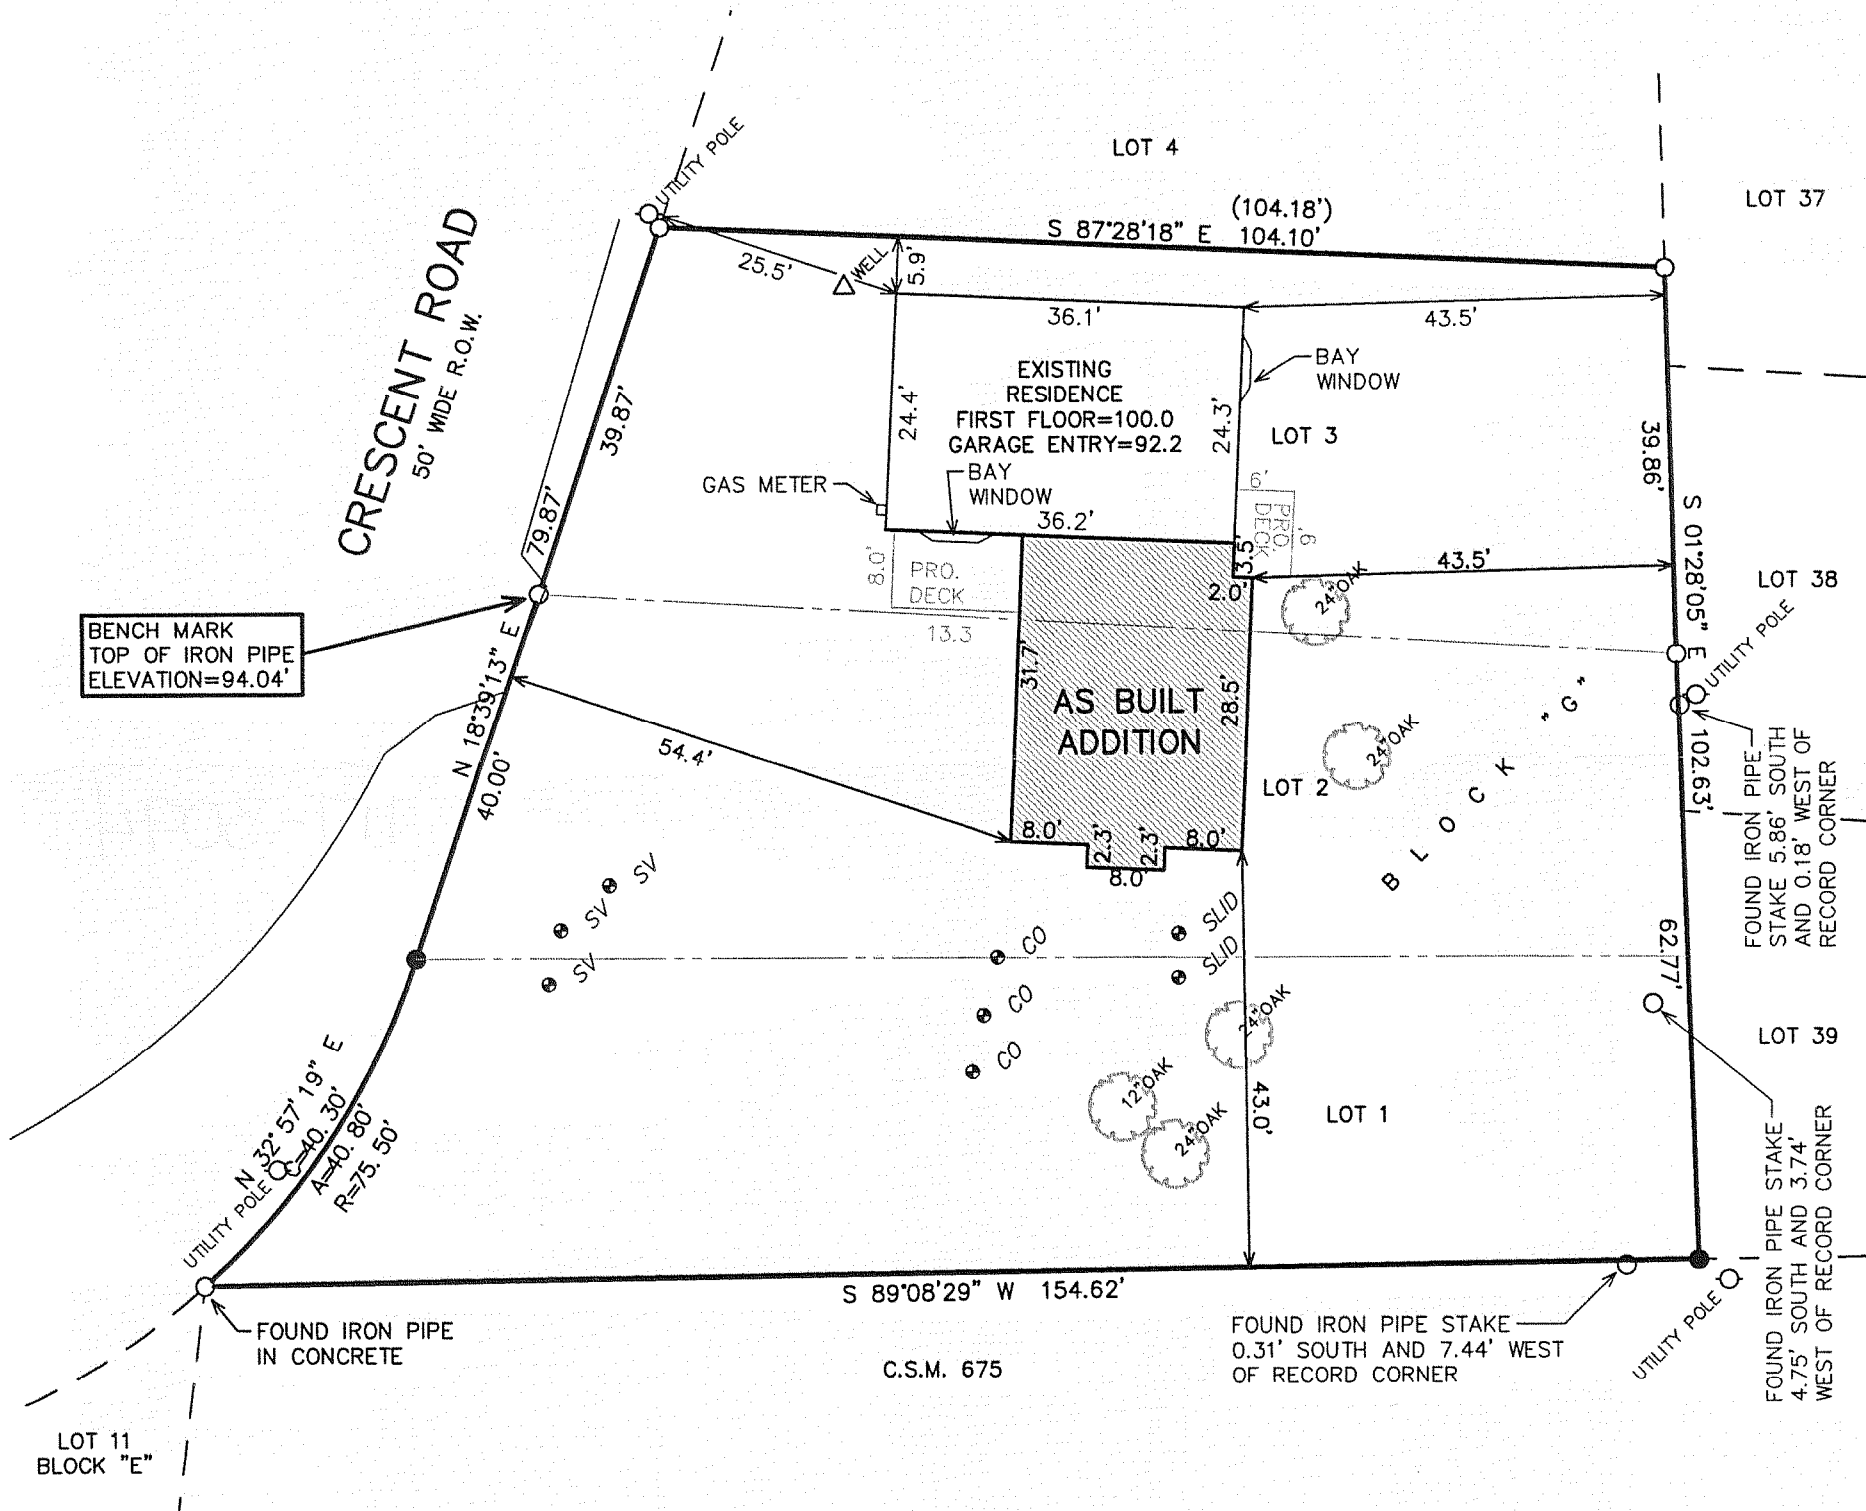 LOT 4
LOT 37
UTILITY POLE
(104.18')
S 87°28'18" E 104.10'
CRESCENT ROAD
50' WIDE R.O.W.
25.5'
WELL
5.9'
36.1'
43.5'
BAY
WINDOW
EXISTING
RESIDENCE
FIRST FLOOR=100.0
GARAGE ENTRY=92.2
24.4'
24.3'
LOT 3
39.87'
39.86'
79.87'
GAS METER
BAY
WINDOW
36.2'
6'
PRO.
DECK
9'
3.5'
8.0'
PRO.
DECK
13.3
2.0'
43.5'
24"OAK
S 01°28'05" E
102.63'
LOT 38
UTILITY POLE
BENCH MARK
TOP OF IRON PIPE
ELEVATION=94.04'
N 18°39'13" E
40.00'
54.4'
31.7'
AS BUILT
ADDITION
28.5'
24"OAK
LOT 2
BLOCK "G"
FOUND IRON PIPE
STAKE 5.86' SOUTH
AND 0.18' WEST OF
RECORD CORNER
8.0'
2.3'
2.3'
8.0'
8.0'
SV
SV
SV
CO
CO
CO
SLID
SLID
62.77'
24"OAK
12"OAK
24"OAK
43.0'
LOT 1
LOT 39
N 32°57'19" E
C=40.30'
A=40.80'
R=75.50'
UTILITY POLE
S 89°08'29" W 154.62'
FOUND IRON PIPE
IN CONCRETE
C.S.M. 675
FOUND IRON PIPE STAKE
0.31' SOUTH AND 7.44' WEST
OF RECORD CORNER
UTILITY POLE
FOUND IRON PIPE STAKE
4.75' SOUTH AND 3.74'
WEST OF RECORD CORNER
LOT 11
BLOCK "E"